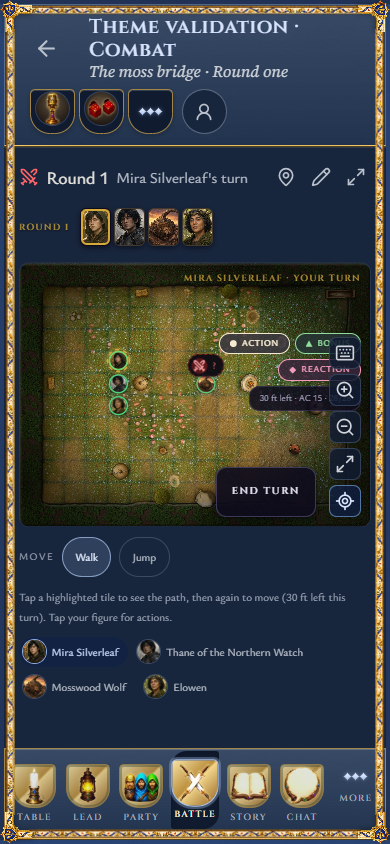 THEME VALIDATION ·
COMBAT
The moss bridge · Round one
Round 1 Mira Silverleaf's turn
ROUND 1
MIRA SILVERLEAF · YOUR TURN
ACTION
REACTION
30 ft left · AC 15 ·
END TURN
MOVE Walk Jump
Tap a highlighted tile to see the path, then again to move (30 ft left this
turn). Tap your figure for actions.
Mira Silverleaf Thane of the Northern Watch
Mosswood Wolf Elowen
TABLE LEAD PARTY BATTLE STORY CHAT MORE